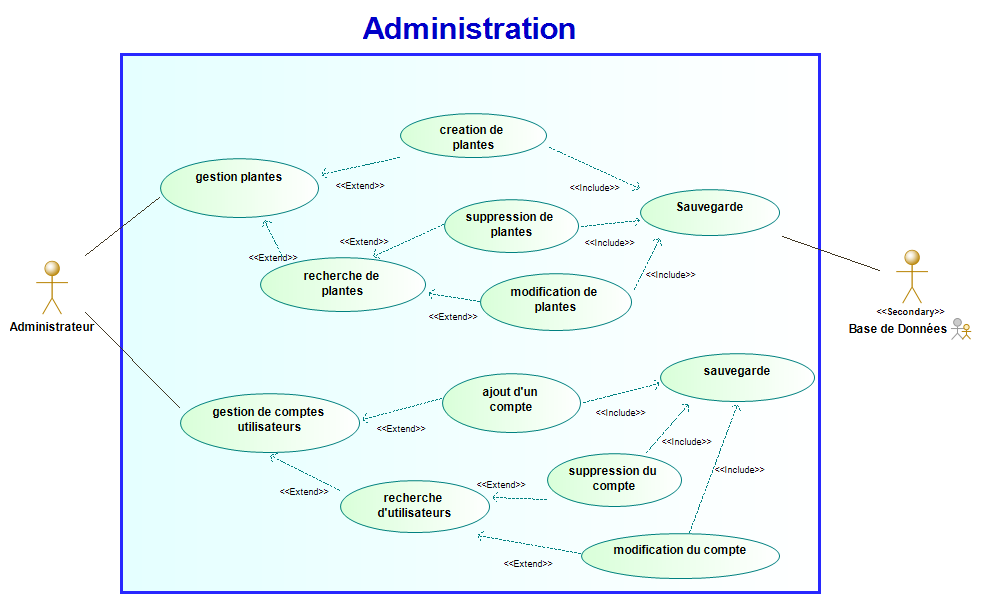 Administration
creation de
plantes
gestion plantes
<<Extend>>
<<Include>>
Sauvegarde
suppression de
plantes
<<Extend>>
<<Include>>
<<Extend>>
recherche de
plantes
modification de
plantes
<<Include>>
<<Extend>>
Administrateur
<<Secondary>>
Base de Données
sauvegarde
ajout d'un
compte
<<Include>>
gestion de comptes
utilisateurs
<<Extend>>
<<Include>>
suppression du
compte
<<Include>>
<<Extend>>
<<Extend>>
recherche
d'utilisateurs
modification du compte
<<Extend>>